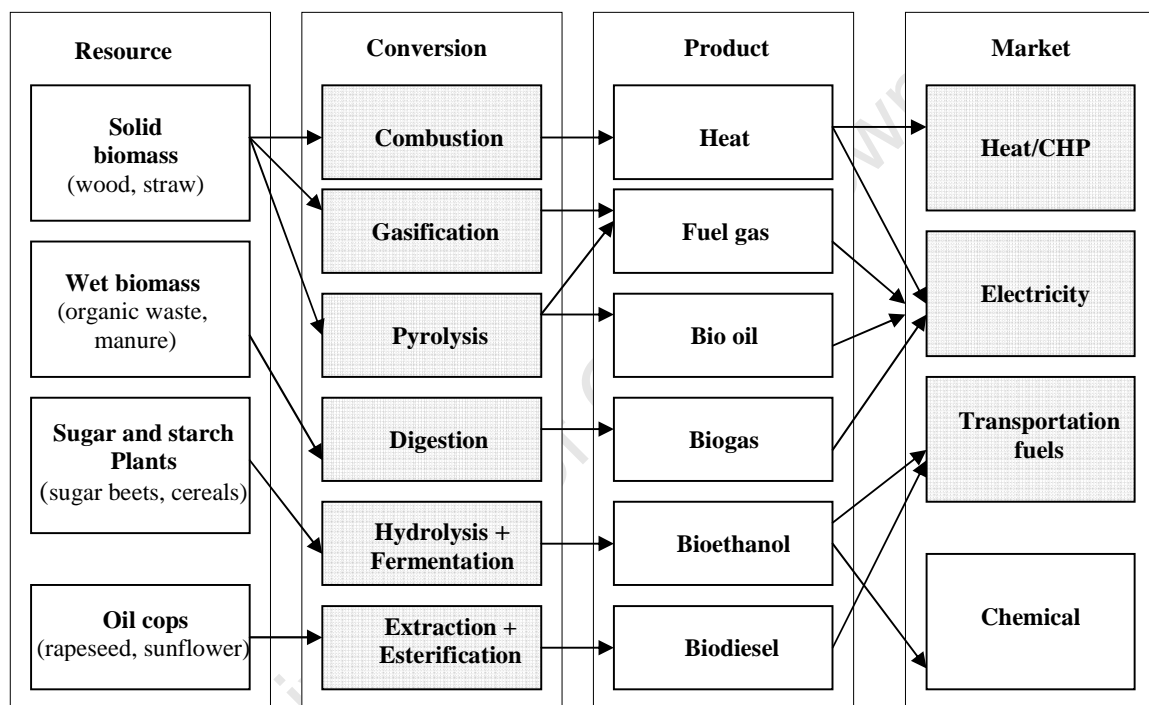 Resource
Solid
biomass
(wood, straw)
Wet biomass
(organic waste,
manure)
Sugar and starch
Plants
(sugar beets, cereals)
Oil cops
(rapeseed, sunflower)
Conversion
Combustion
Gasification
Pyrolysis
Digestion
Hydrolysis +
Fermentation
Extraction +
Esterification
Product
Heat
Fuel gas
Bio oil
Biogas
Bioethanol
Biodiesel
Market
Heat/CHP
Electricity
Transportation
fuels
Chemical